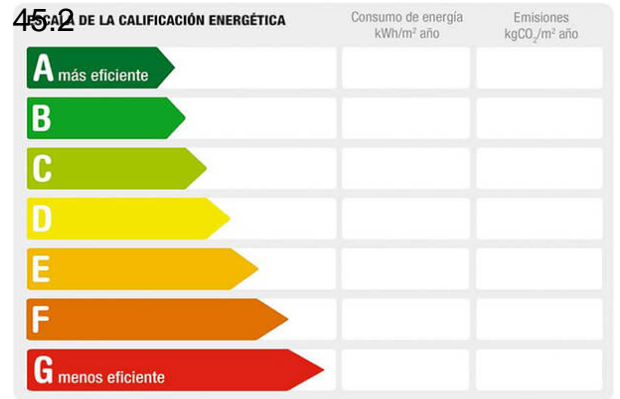 45.2
ESCALA DE LA CALIFICACIÓN ENERGÉTICA
Consumo de energía
kWh/m² año
Emisiones
kgCO₂/m² año
A más eficiente
B
C
D
E
F
G menos eficiente